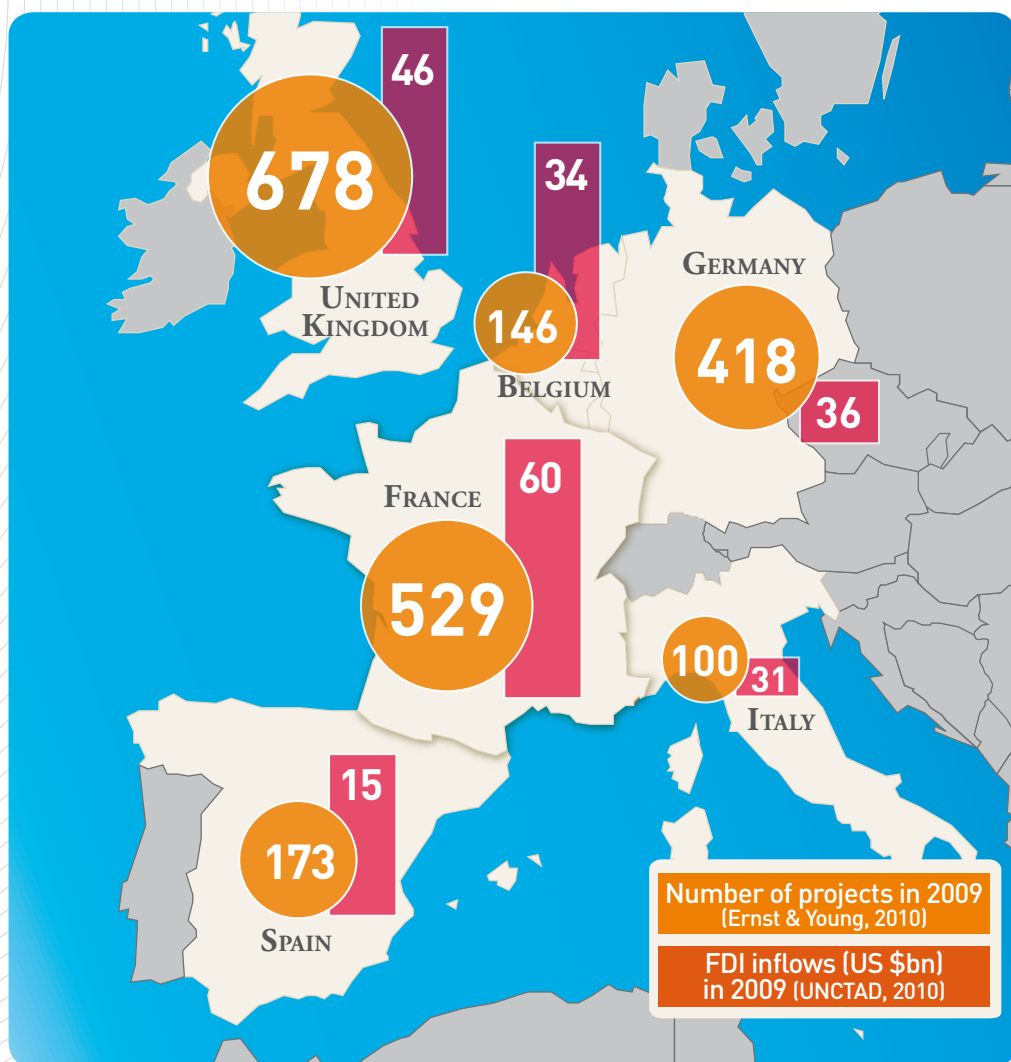 46
678
34
GERMANY
UNITED
KINGDOM
146
418
BELGIUM
36
FRANCE
60
529
100
31
ITALY
15
173
SPAIN
Number of projects in 2009
(Ernst & Young, 2010)
FDI inflows (US $bn)
in 2009 (UNCTAD, 2010)